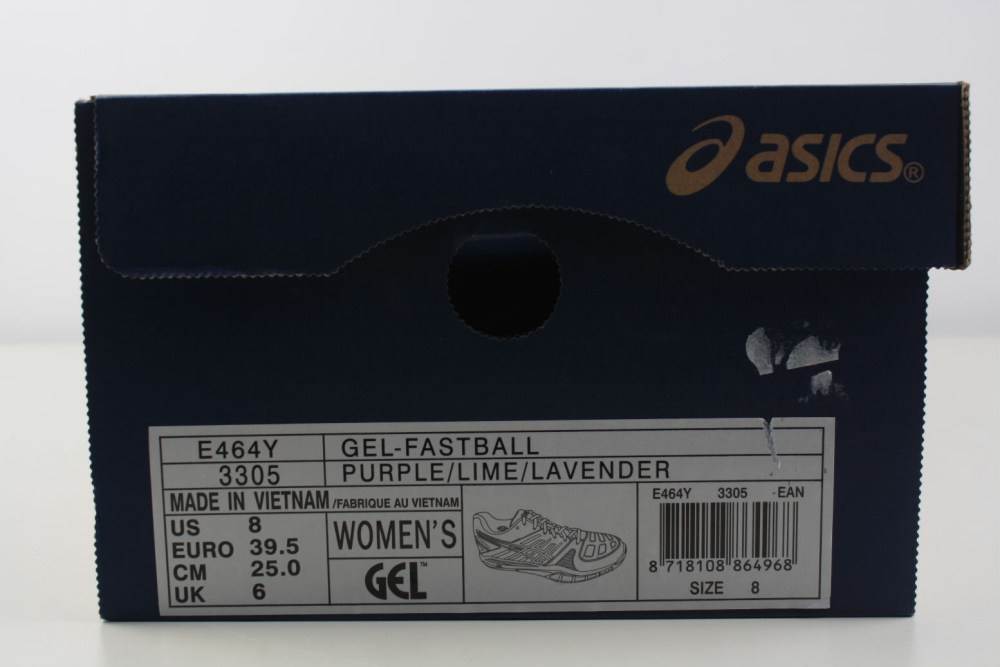 asics®
E464Y GEL-FASTBALL
3305 PURPLE/LIME/LAVENDER
MADE IN VIETNAM /FABRIQUE AU VIETNAM
US 8
EURO 39.5
CM 25.0
UK 6
WOMEN'S
GEL™
E464Y 3305 -EAN
8 718108 864968
SIZE 8